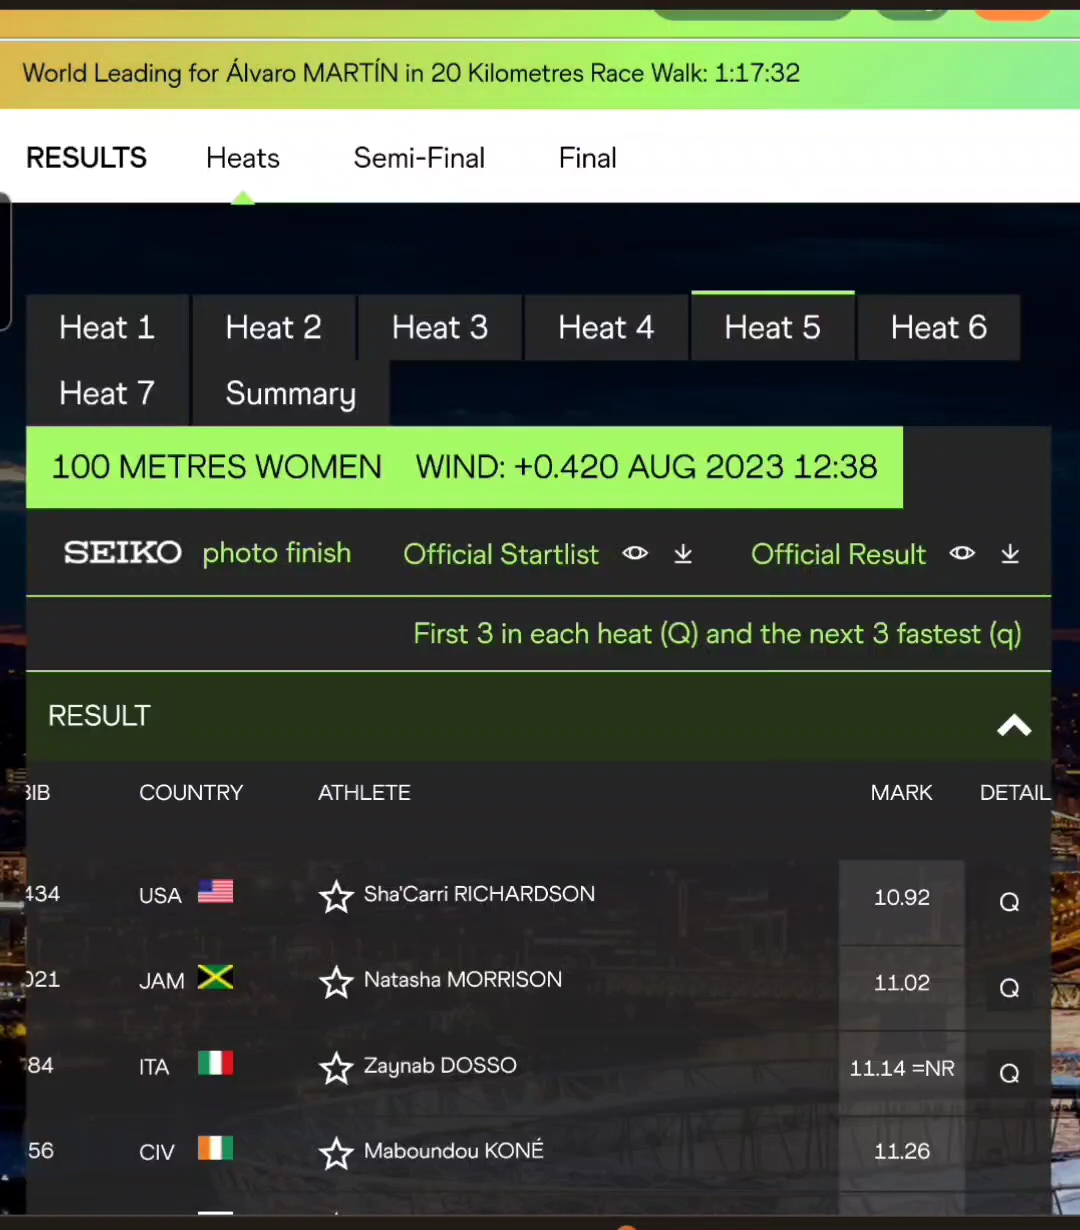 World Leading for Álvaro MARTÍN in 20 Kilometres Race Walk: 1:17:32
RESULTS Heats Semi-Final Final
Heat 1 Heat 2 Heat 3 Heat 4 Heat 5 Heat 6
Heat 7 Summary
100 METRES WOMEN WIND: +0.420 AUG 2023 12:38
SEIKO photo finish Official Startlist Official Result
First 3 in each heat (Q) and the next 3 fastest (q)
RESULT
COUNTRY ATHLETE MARK DETAIL
434 USA Sha'Carri RICHARDSON 10.92 Q
021 JAM Natasha MORRISON 11.02 Q
84 ITA Zaynab DOSSO 11.14 =NR Q
56 CIV Maboundou KONÉ 11.26